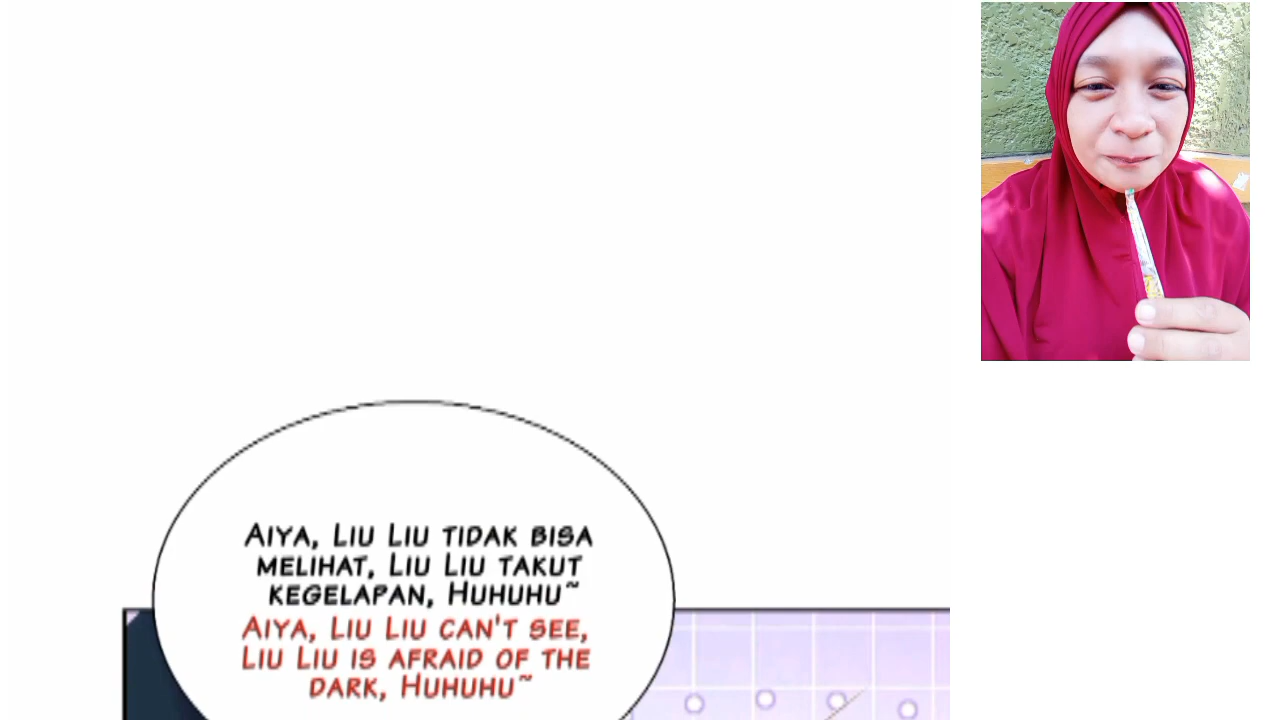 AIYA, LIU LIU TIDAK BISA
MELIHAT, LIU LIU TAKUT
KEGELAPAN, HUHUHU~
AIYA, LIU LIU CAN'T SEE,
LIU LIU IS AFRAID OF THE
DARK, HUHUHU~